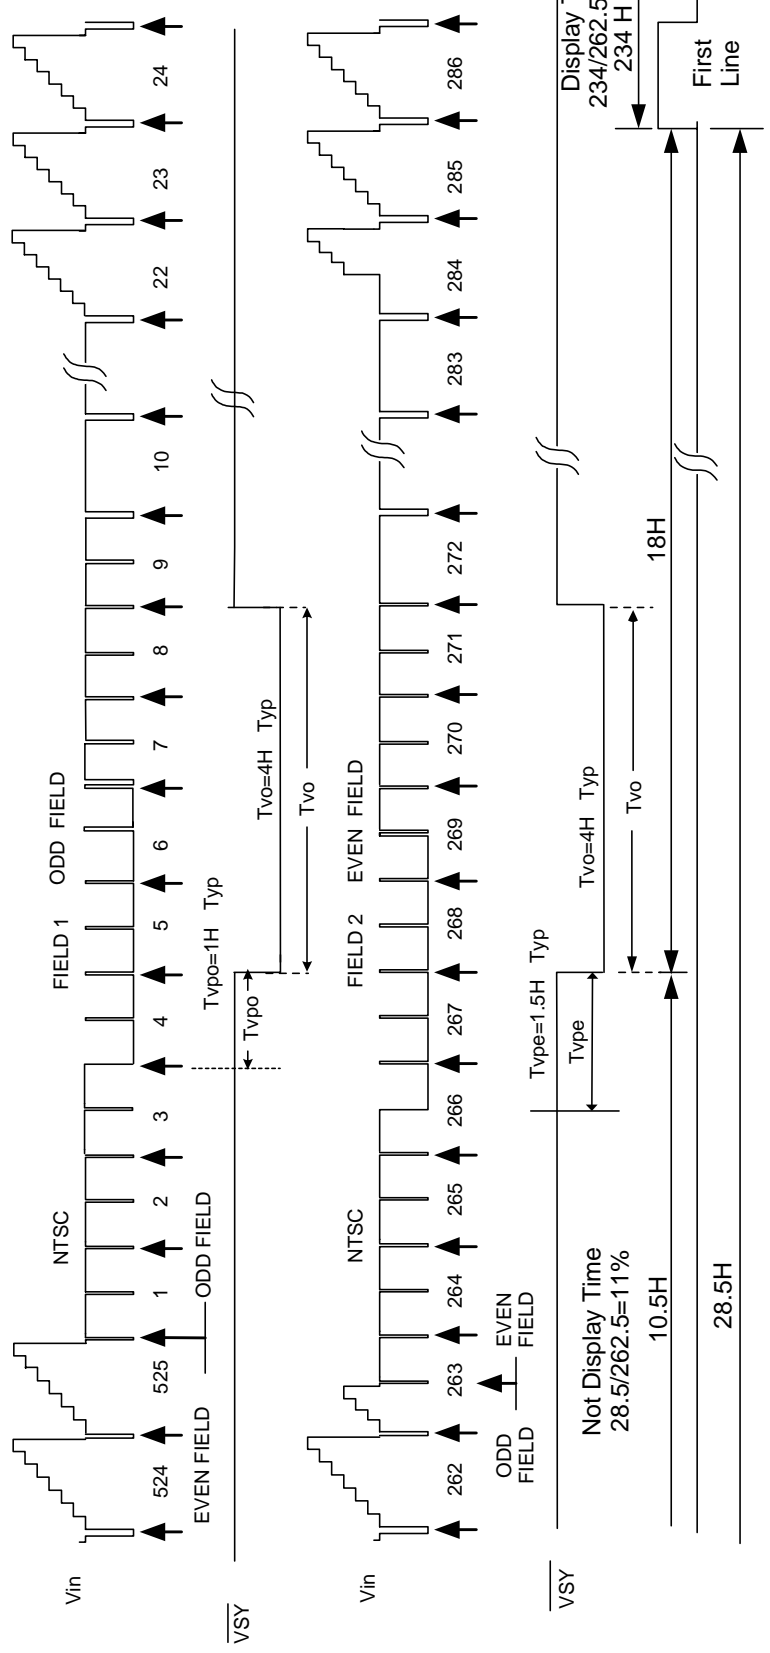 Vin
524
525
1
2
3
4
5
6
7
8
9
10
22
23
24
NTSC
FIELD 1
ODD FIELD
EVEN FIELD
ODD FIELD
VSY
Tvpo=1H Typ
Tvpo
Tvo=4H Typ
Tvo
Vin
262
263
264
265
266
267
268
269
270
271
272
283
284
285
286
NTSC
FIELD 2
EVEN FIELD
ODD
FIELD
EVEN
FIELD
VSY
Tvpe=1.5H Typ
Tvpe
Tvo=4H Typ
Tvo
Not Display Time
28.5/262.5=11%
10.5H
18H
28.5H
Display
234/262.5
234 H
First
Line